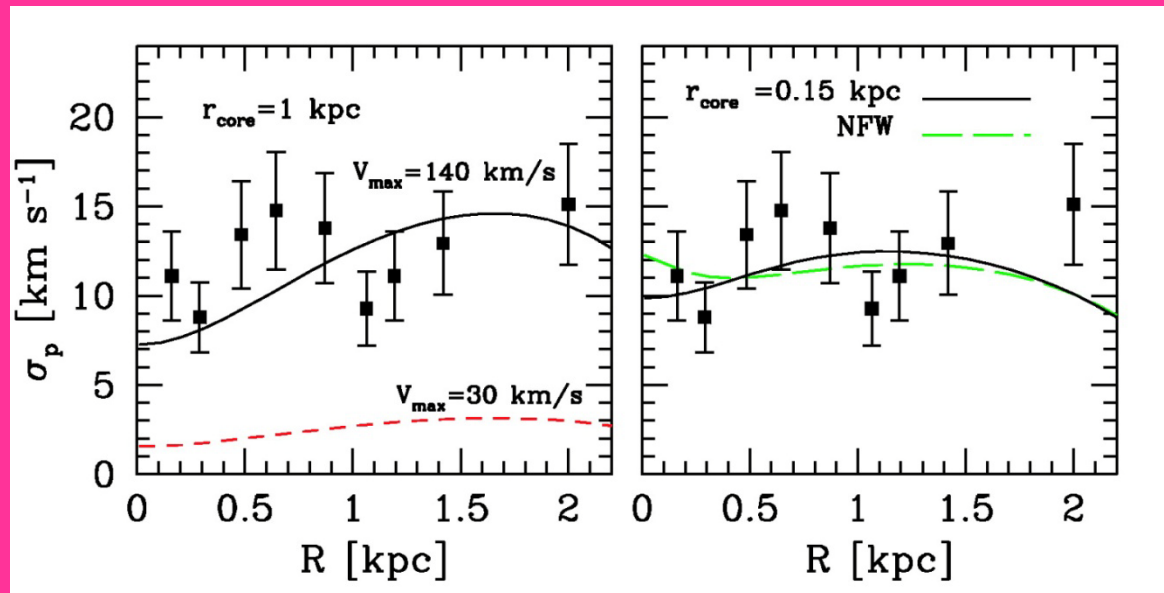 r_core=1 kpc
V_max=140 km/s
V_max=30 km/s
r_core =0.15 kpc
NFW
σ_p [km s⁻¹]
20
15
10
5
0
0 0.5 1 1.5 2
0 0.5 1 1.5 2
R [kpc]
R [kpc]